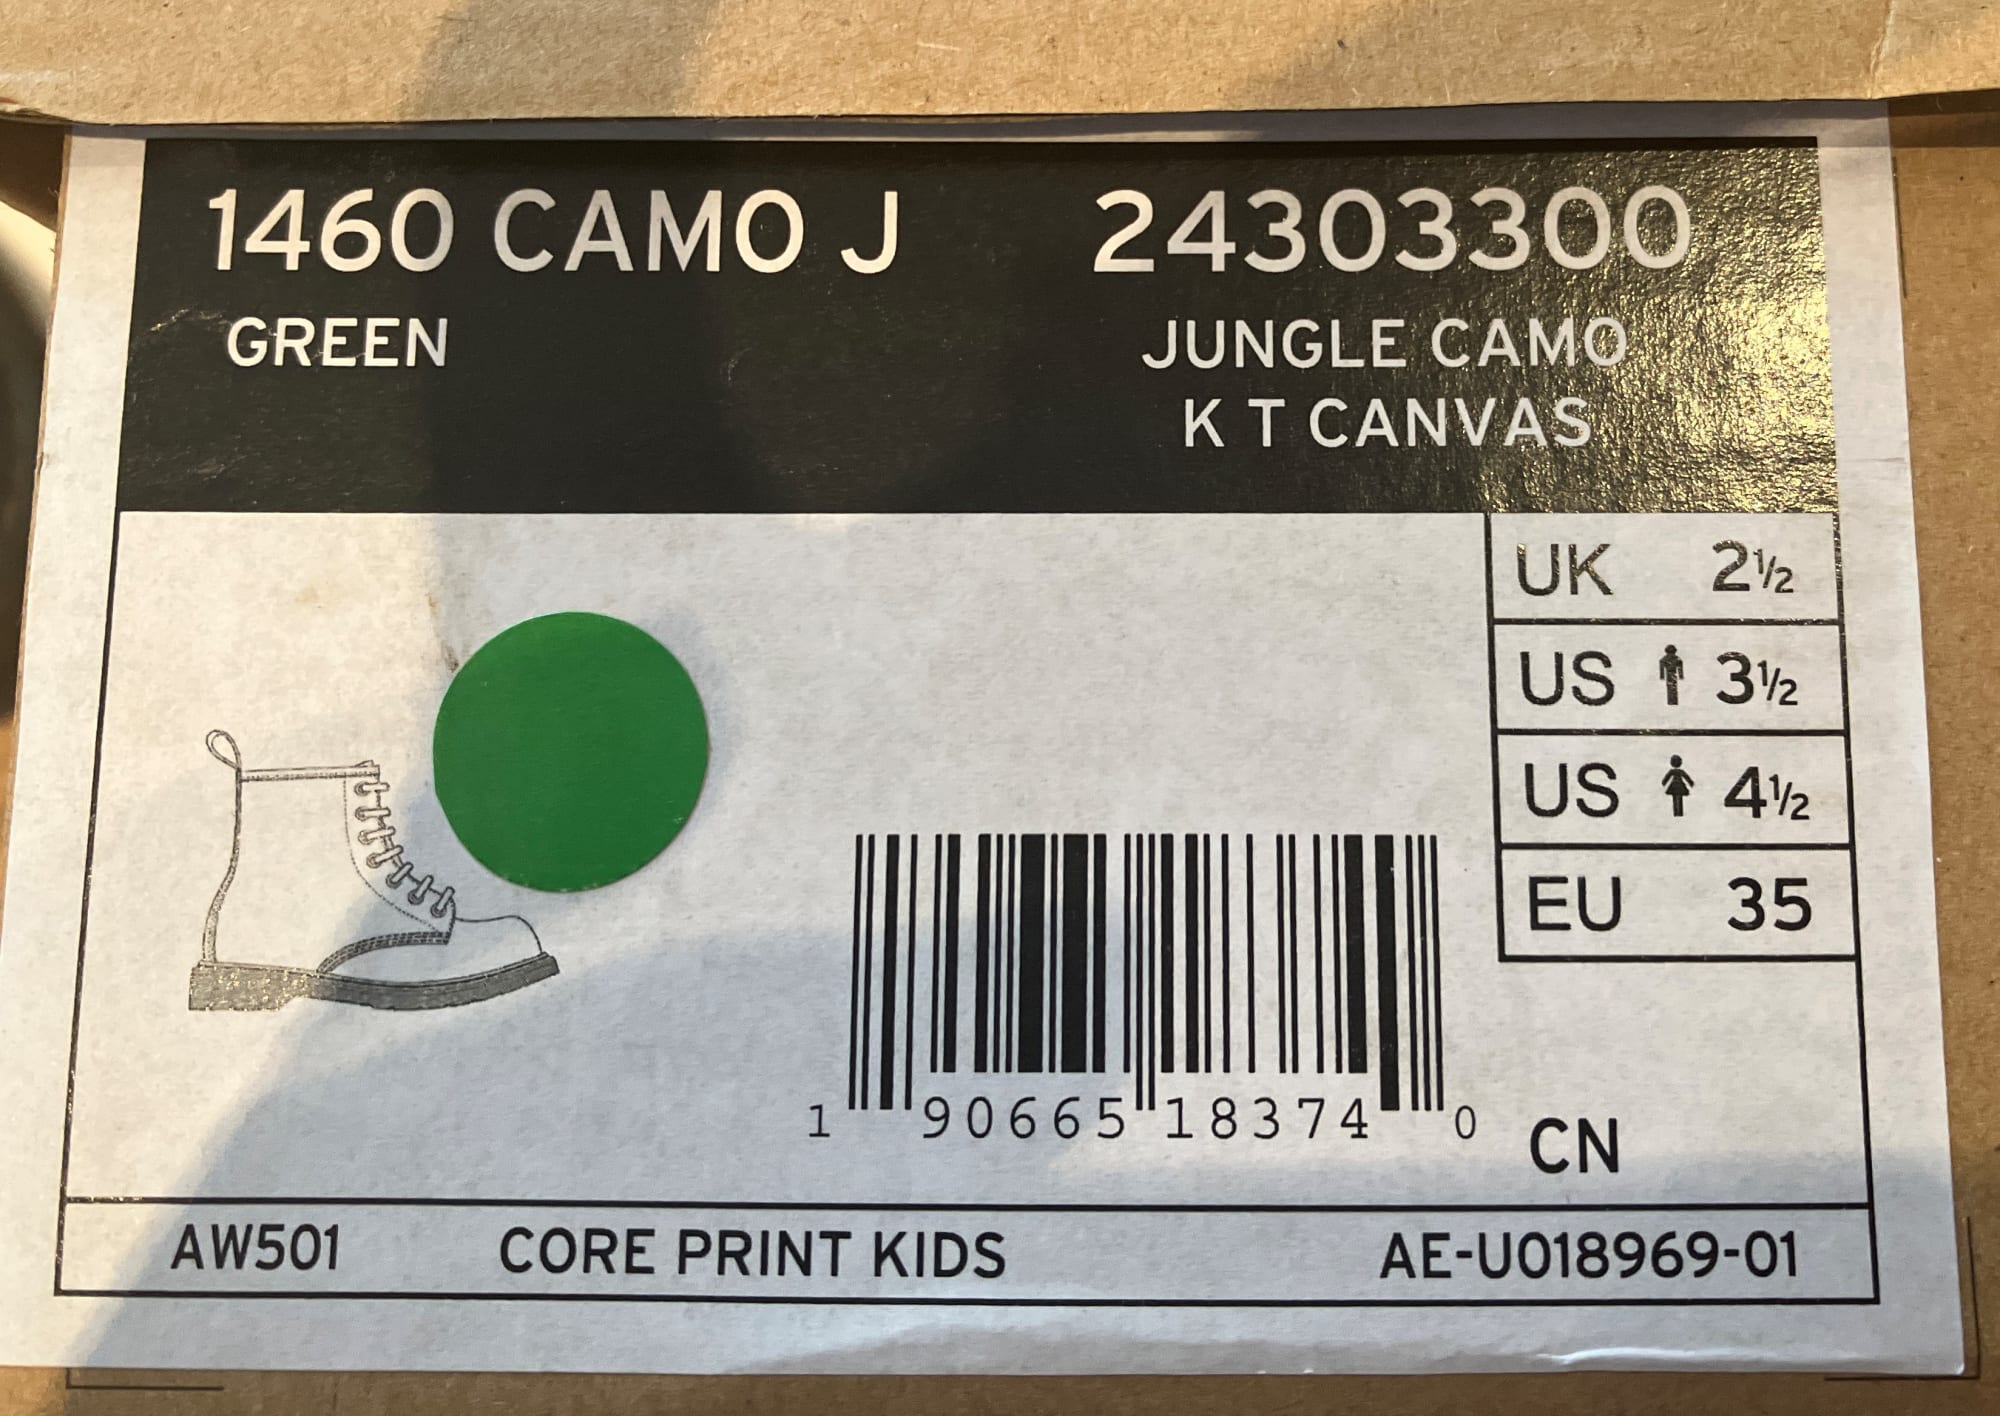 1460 CAMO J 24303300
GREEN JUNGLE CAMO
K T CANVAS
UK 2½
US 3½
US 4½
EU 35
1 90665 18374 0
CN
AW501 CORE PRINT KIDS AE-U018969-01